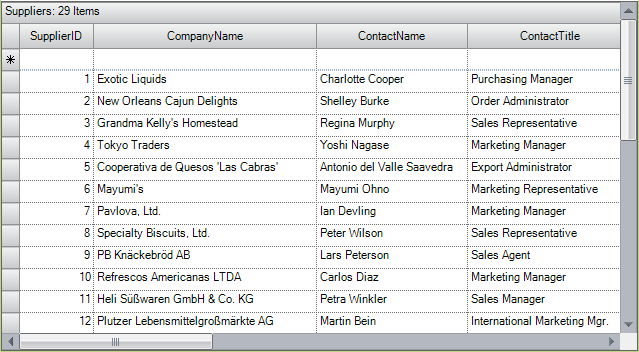 Suppliers: 29 Items
SupplierID CompanyName ContactName ContactTitle
1 Exotic Liquids Charlotte Cooper Purchasing Manager
2 New Orleans Cajun Delights Shelley Burke Order Administrator
3 Grandma Kelly's Homestead Regina Murphy Sales Representative
4 Tokyo Traders Yoshi Nagase Marketing Manager
5 Cooperativa de Quesos 'Las Cabras' Antonio del Valle Saavedra Export Administrator
6 Mayumi's Mayumi Ohno Marketing Representative
7 Pavlova, Ltd. Ian Devling Marketing Manager
8 Specialty Biscuits, Ltd. Peter Wilson Sales Representative
9 PB Knäckebröd AB Lars Peterson Sales Agent
10 Refrescos Americanas LTDA Carlos Diaz Marketing Manager
11 Heli Süßwaren GmbH & Co. KG Petra Winkler Sales Manager
12 Plutzer Lebensmittelgroßmärkte AG Martin Bein International Marketing Mgr.